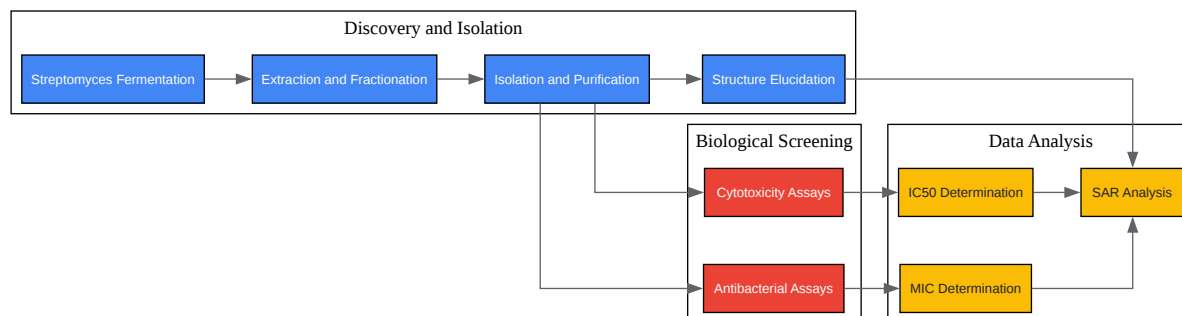 Discovery and Isolation
Streptomyces Fermentation
Extraction and Fractionation
Isolation and Purification
Structure Elucidation
Biological Screening
Data Analysis
Cytotoxicity Assays
IC50 Determination
SAR Analysis
Antibacterial Assays
MIC Determination